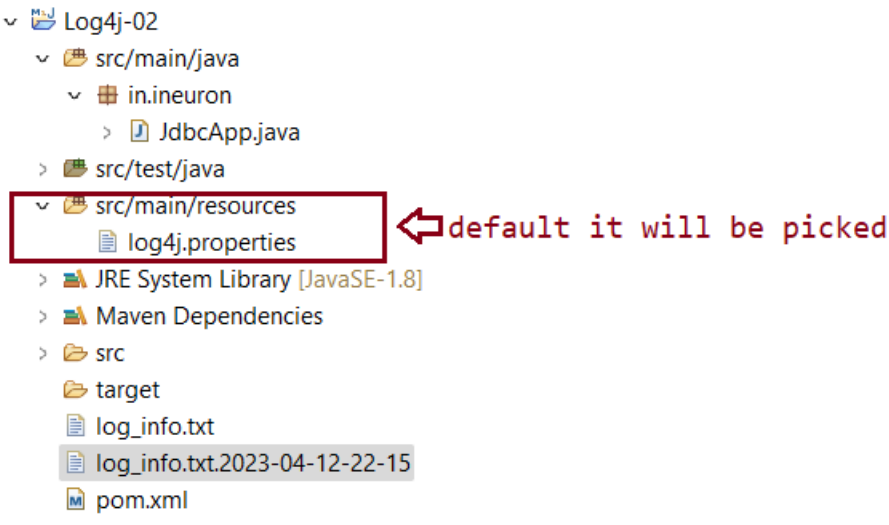 Log4j-02
src/main/java
in.ineuron
JdbcApp.java
src/test/java
src/main/resources
default it will be picked
log4j.properties
JRE System Library [JavaSE-1.8]
Maven Dependencies
src
target
log_info.txt
log_info.txt.2023-04-12-22-15
pom.xml